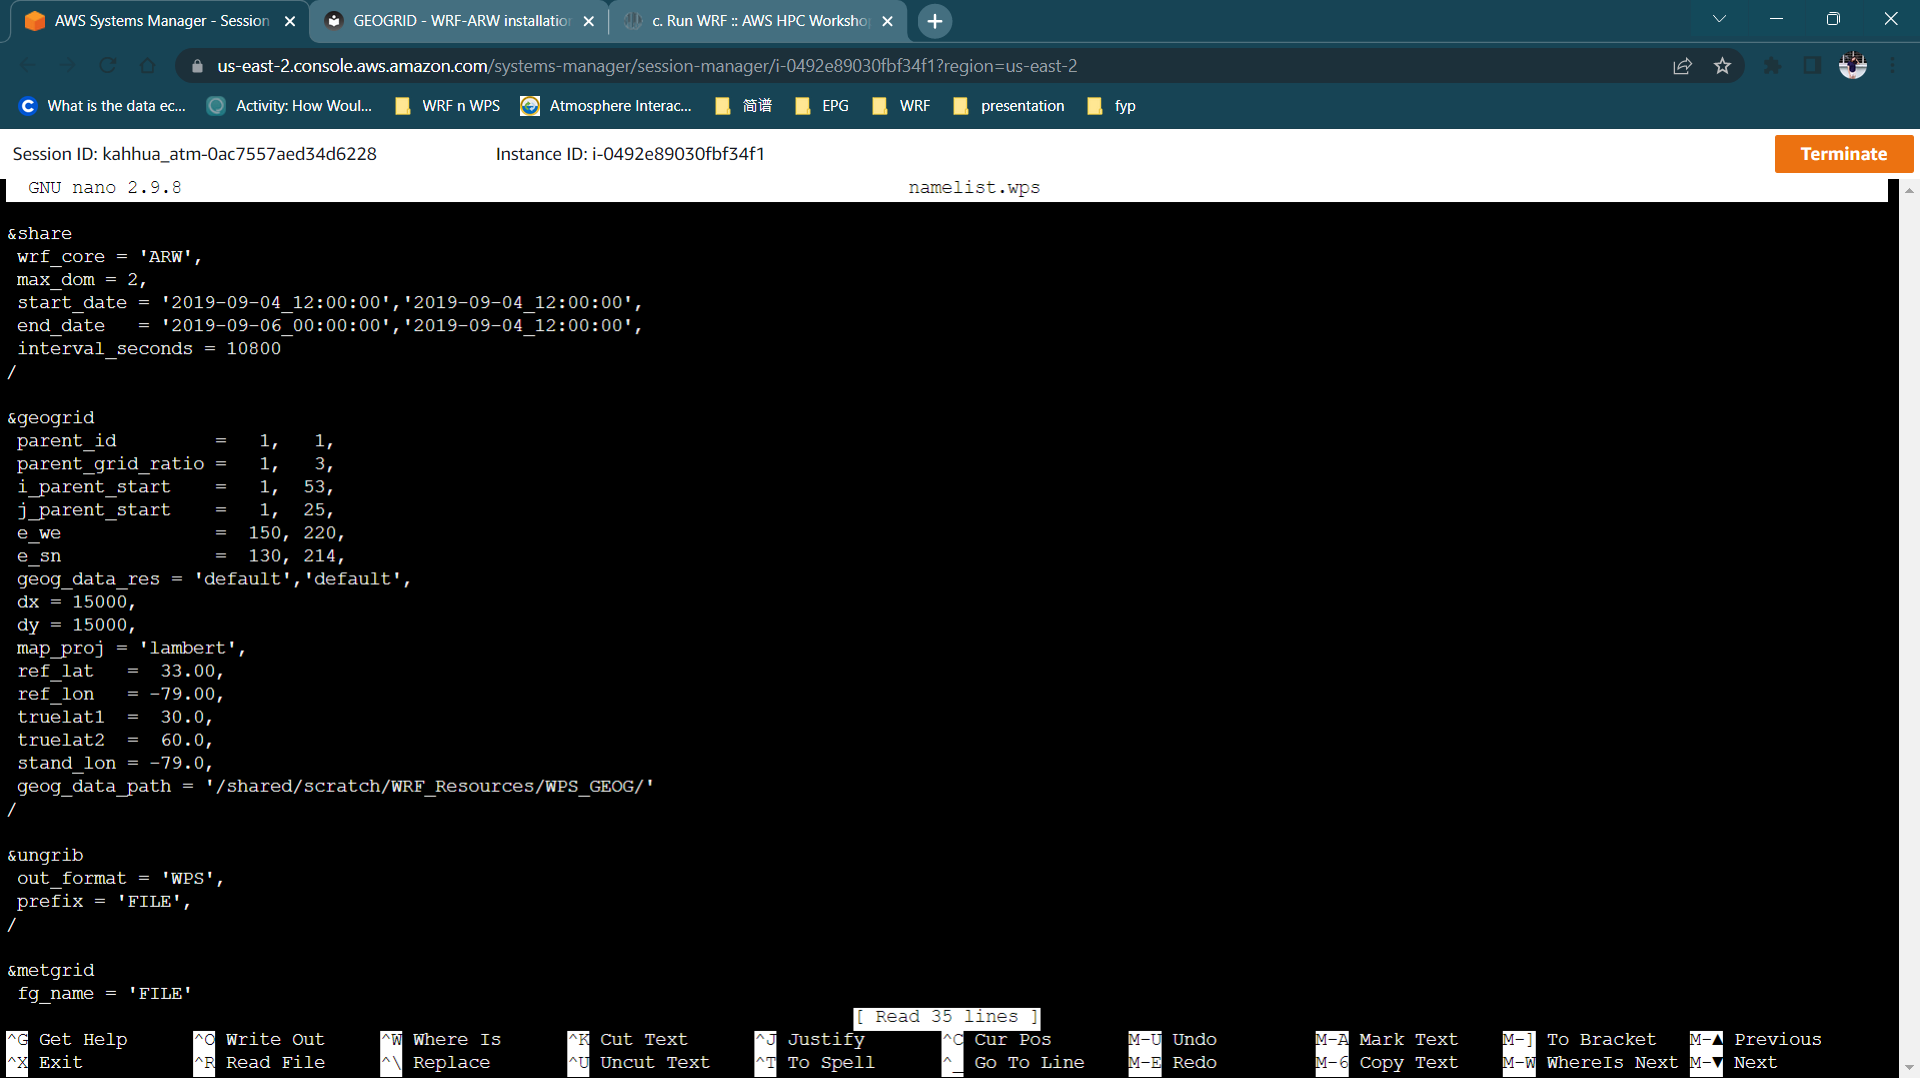 AWS Systems Manager - Session
GEOGRID - WRF-ARW installation
c. Run WRF :: AWS HPC Worksho
us-east-2.console.aws.amazon.com/systems-manager/session-manager/i-0492e89030fbf34f1?region=us-east-2
What is the data ec... Activity: How Woul... WRF n WPS Atmosphere Interac... 简谱 EPG WRF presentation fyp
Session ID: kahhua_atm-0ac7557aed34d6228 Instance ID: i-0492e89030fbf34f1 Terminate
GNU nano 2.9.8 namelist.wps
&share
wrf_core = 'ARW',
max_dom = 2,
start_date = '2019-09-04_12:00:00','2019-09-04_12:00:00',
end_date   = '2019-09-06_00:00:00','2019-09-04_12:00:00',
interval_seconds = 10800
/
&geogrid
parent_id         =   1,   1,
parent_grid_ratio =   1,   3,
i_parent_start    =   1,  53,
j_parent_start    =   1,  25,
e_we              =  150, 220,
e_sn              =  130, 214,
geog_data_res = 'default','default',
dx = 15000,
dy = 15000,
map_proj = 'lambert',
ref_lat   =  33.00,
ref_lon   = -79.00,
truelat1  =  30.0,
truelat2  =  60.0,
stand_lon = -79.0,
geog_data_path = '/shared/scratch/WRF_Resources/WPS_GEOG/'
/
&ungrib
out_format = 'WPS',
prefix = 'FILE',
/
&metgrid
fg_name = 'FILE'
[ Read 35 lines ]
^G Get Help ^O Write Out ^W Where Is ^K Cut Text ^J Justify ^C Cur Pos M-U Undo M-A Mark Text M-] To Bracket M-▲ Previous
^X Exit ^R Read File ^\ Replace ^U Uncut Text ^T To Spell ^_ Go To Line M-E Redo M-6 Copy Text M-W WhereIs Next M-▼ Next